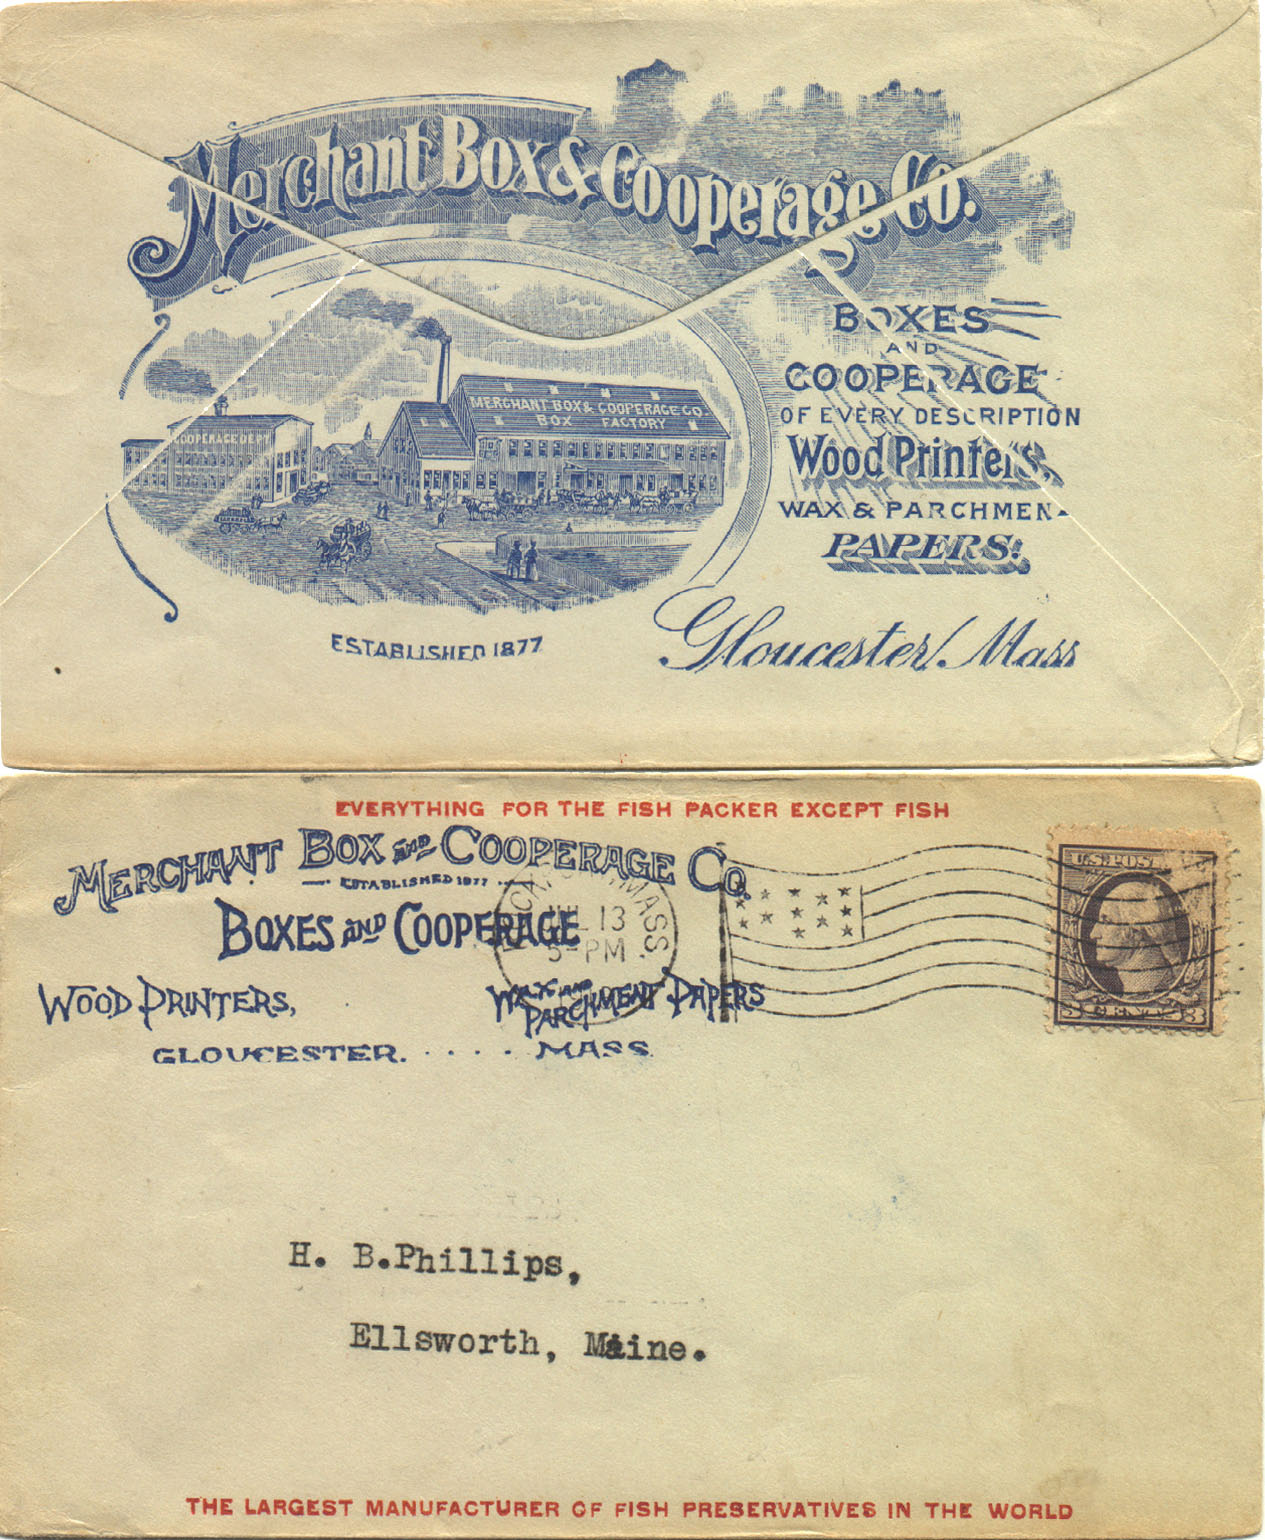 Merchant Box & Cooperage Co.
BOXES
AND
COOPERAGE
OF EVERY DESCRIPTION
Wood Printers,
WAX & PARCHMEN
PAPERS.
MERCHANT BOX & COOPERAGE CO.
BOX FACTORY
COOPERAGE DEPT
ESTABLISHED 1877
Gloucester, Mass
EVERYTHING FOR THE FISH PACKER EXCEPT FISH
MERCHANT BOX AND COOPERAGE CO.
ESTABLISHED 1877
BOXES AND COOPERAGE
WOOD PRINTERS, WAX AND PARCHMENT PAPERS
GLOUCESTER. . . . . MASS.
MASS
13
5-PM
U.S. POST
3 CENTS 3
H. B. Phillips,
Ellsworth, Maine.
THE LARGEST MANUFACTURER OF FISH PRESERVATIVES IN THE WORLD